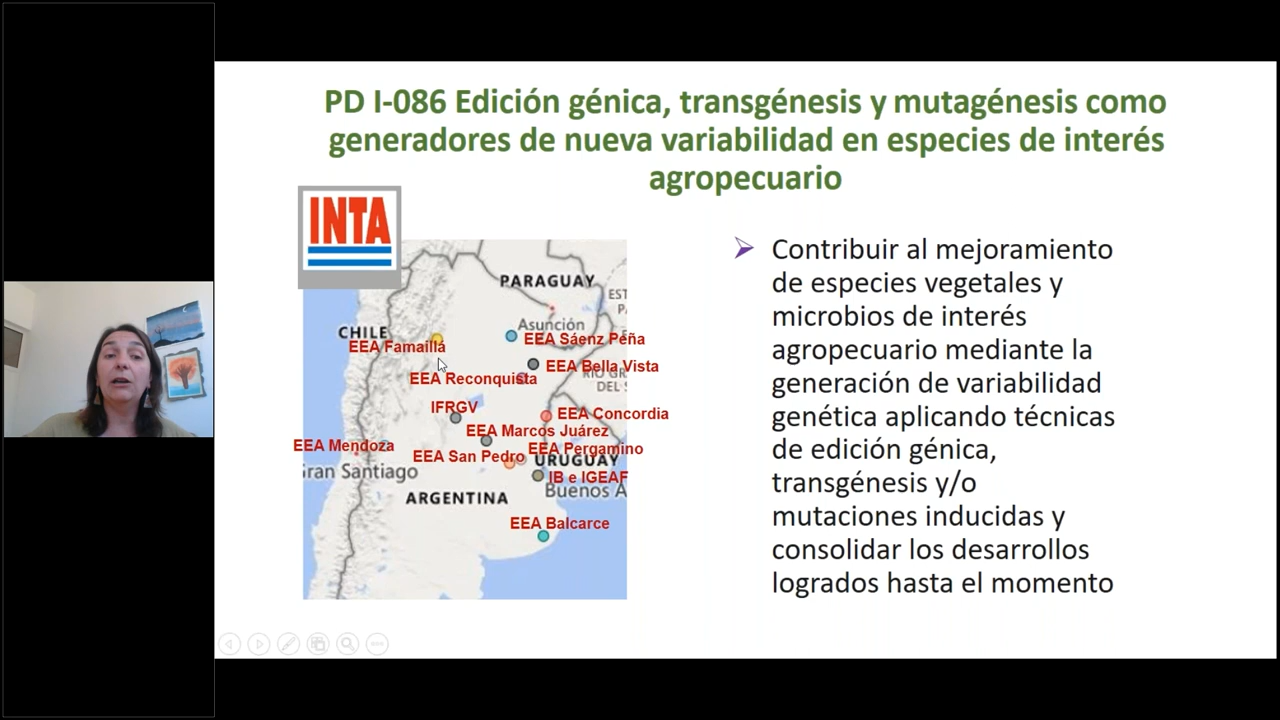 PD I-086 Edición génica, transgénesis y mutagénesis como
generadores de nueva variabilidad en especies de interés
agropecuario
INTA
PARAGUAY
Asunción
CHILE
EEA Famaillá
EEA Sáenz Peña
EEA Bella Vista
EEA Reconquista
RIO GR
DEL S
IFRGV
EEA Concordia
EEA Marcos Juárez
EEA Mendoza
EEA Pergamino
EEA San Pedro
URUGUAY
Gran Santiago
IB e IGEAF
Buenos A
ARGENTINA
EEA Balcarce
Contribuir al mejoramiento
de especies vegetales y
microbios de interés
agropecuario mediante la
generación de variabilidad
genética aplicando técnicas
de edición génica,
transgénesis y/o
mutaciones inducidas y
consolidar los desarrollos
logrados hasta el momento